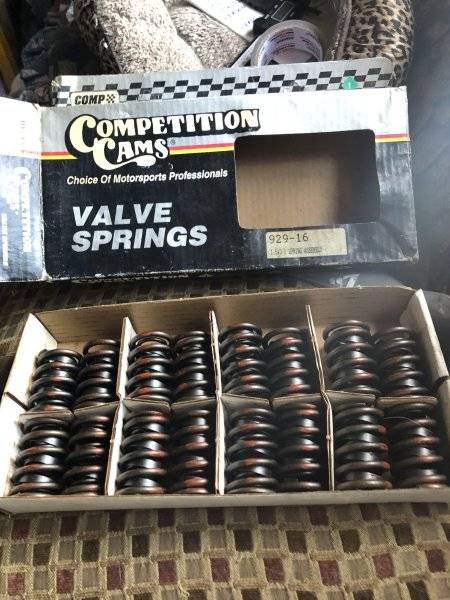 COMP
COMPETITION
CAMS®
Choice Of Motorsports Professionals
VALVE
SPRINGS
929-16